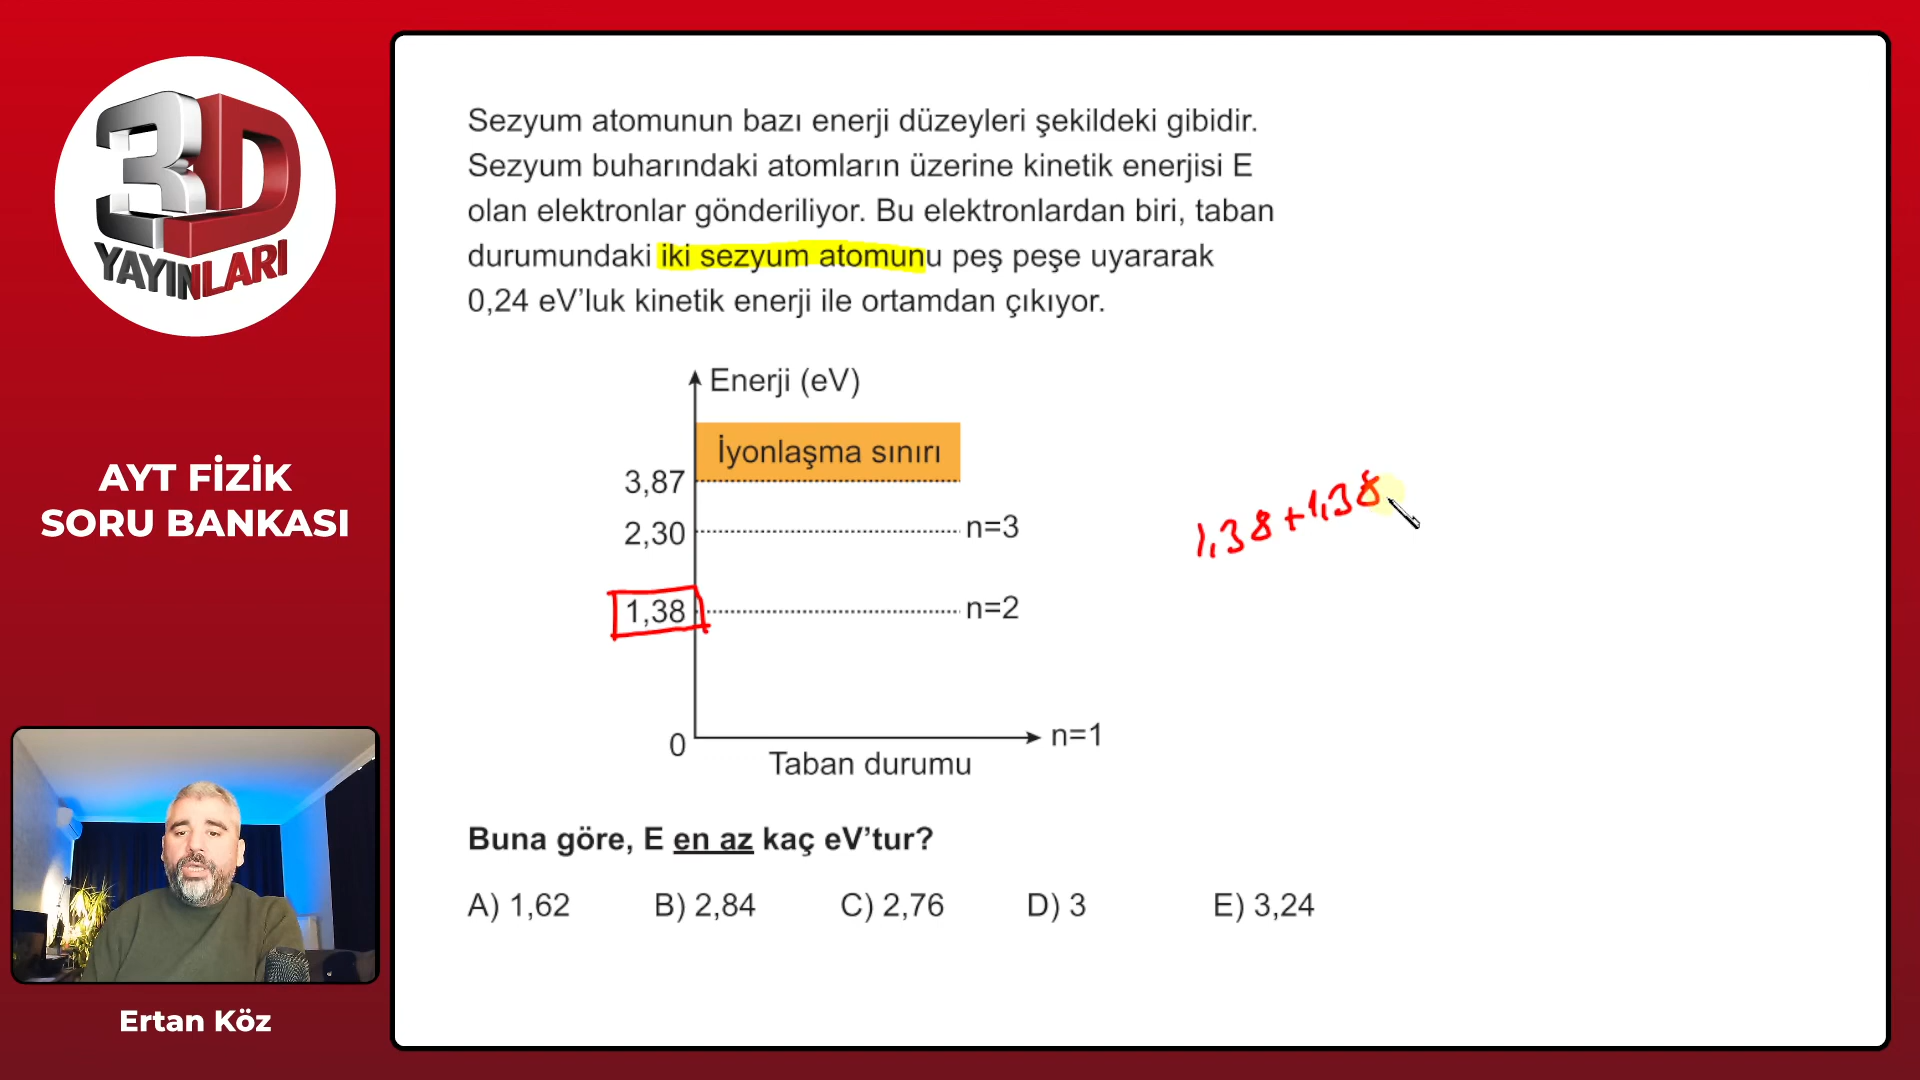 3D
YAYINLARI
AYT FİZİK
SORU BANKASI
Ertan Köz
Sezyum atomunun bazı enerji düzeyleri şekildeki gibidir.
Sezyum buharındaki atomların üzerine kinetik enerjisi E
olan elektronlar gönderiliyor. Bu elektronlardan biri, taban
durumundaki iki sezyum atomunu peş peşe uyararak
0,24 eV’luk kinetik enerji ile ortamdan çıkıyor.
Enerji (eV)
İyonlaşma sınırı
3,87
2,30 n=3
1,38 n=2
0 n=1
Taban durumu
1,38+1,38
Buna göre, E en az kaç eV’tur?
A) 1,62 B) 2,84 C) 2,76 D) 3 E) 3,24